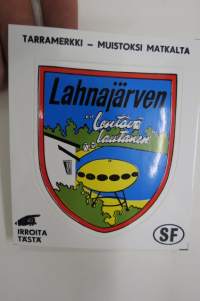 TARRAMERKKI – MUISTOKSI MATKALTA
Lahnajärven
"Lentävä
lautanen
IRROITA
TÄSTÄ
SF